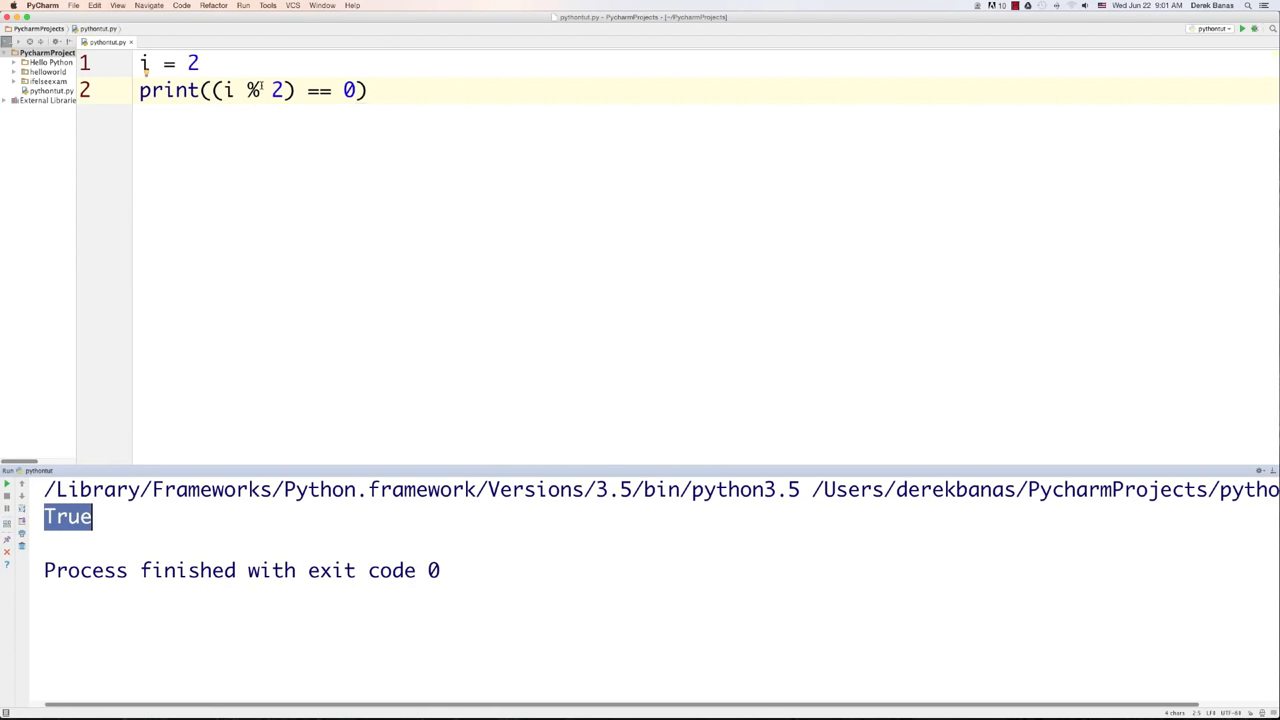 PyCharm File Edit View Navigate Code Refactor Run Tools VCS Window Help
10
Wed Jun 22 9:01 AM Derek Banas
pythontut.py - PycharmProjects - [~/PycharmProjects]
PycharmProjects pythontut.py
pythontut
pythontut.py
PycharmProject
Hello Python
helloworld
ifelseexam
pythontut.py
External Librarie
1 i = 2
2 print((i % 2) == 0)
Run pythontut
/Library/Frameworks/Python.framework/Versions/3.5/bin/python3.5 /Users/derekbanas/PycharmProjects/pytho
True
Process finished with exit code 0
4 chars 2:5 LF÷ UTF-8÷